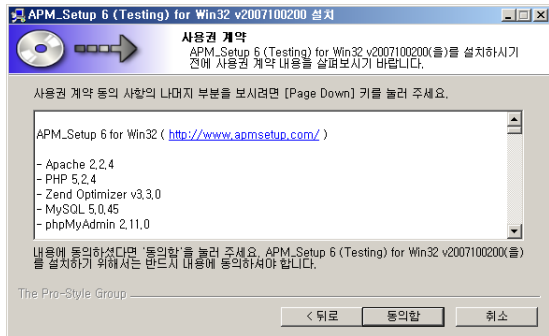 APM_Setup 6 (Testing) for Win32 v2007100200 설치
사용권 계약
APM_Setup 6 (Testing) for Win32 v2007100200(을)를 설치하시기
전에 사용권 계약 내용을 살펴보시기 바랍니다.
사용권 계약 동의 사항의 나머지 부분을 보시려면 [Page Down] 키를 눌러 주세요.
APM_Setup 6 for Win32 ( http://www.apmsetup.com/ )
- Apache 2.2.4
- PHP 5.2.4
- Zend Optimizer v3.3.0
- MySQL 5.0.45
- phpMyAdmin 2.11.0
내용에 동의하셨다면 '동의함'을 눌러 주세요. APM_Setup 6 (Testing) for Win32 v2007100200(을)
를 설치하기 위해서는 반드시 내용에 동의하셔야 합니다.
The Pro-Style Group
< 뒤로 동의함 취소